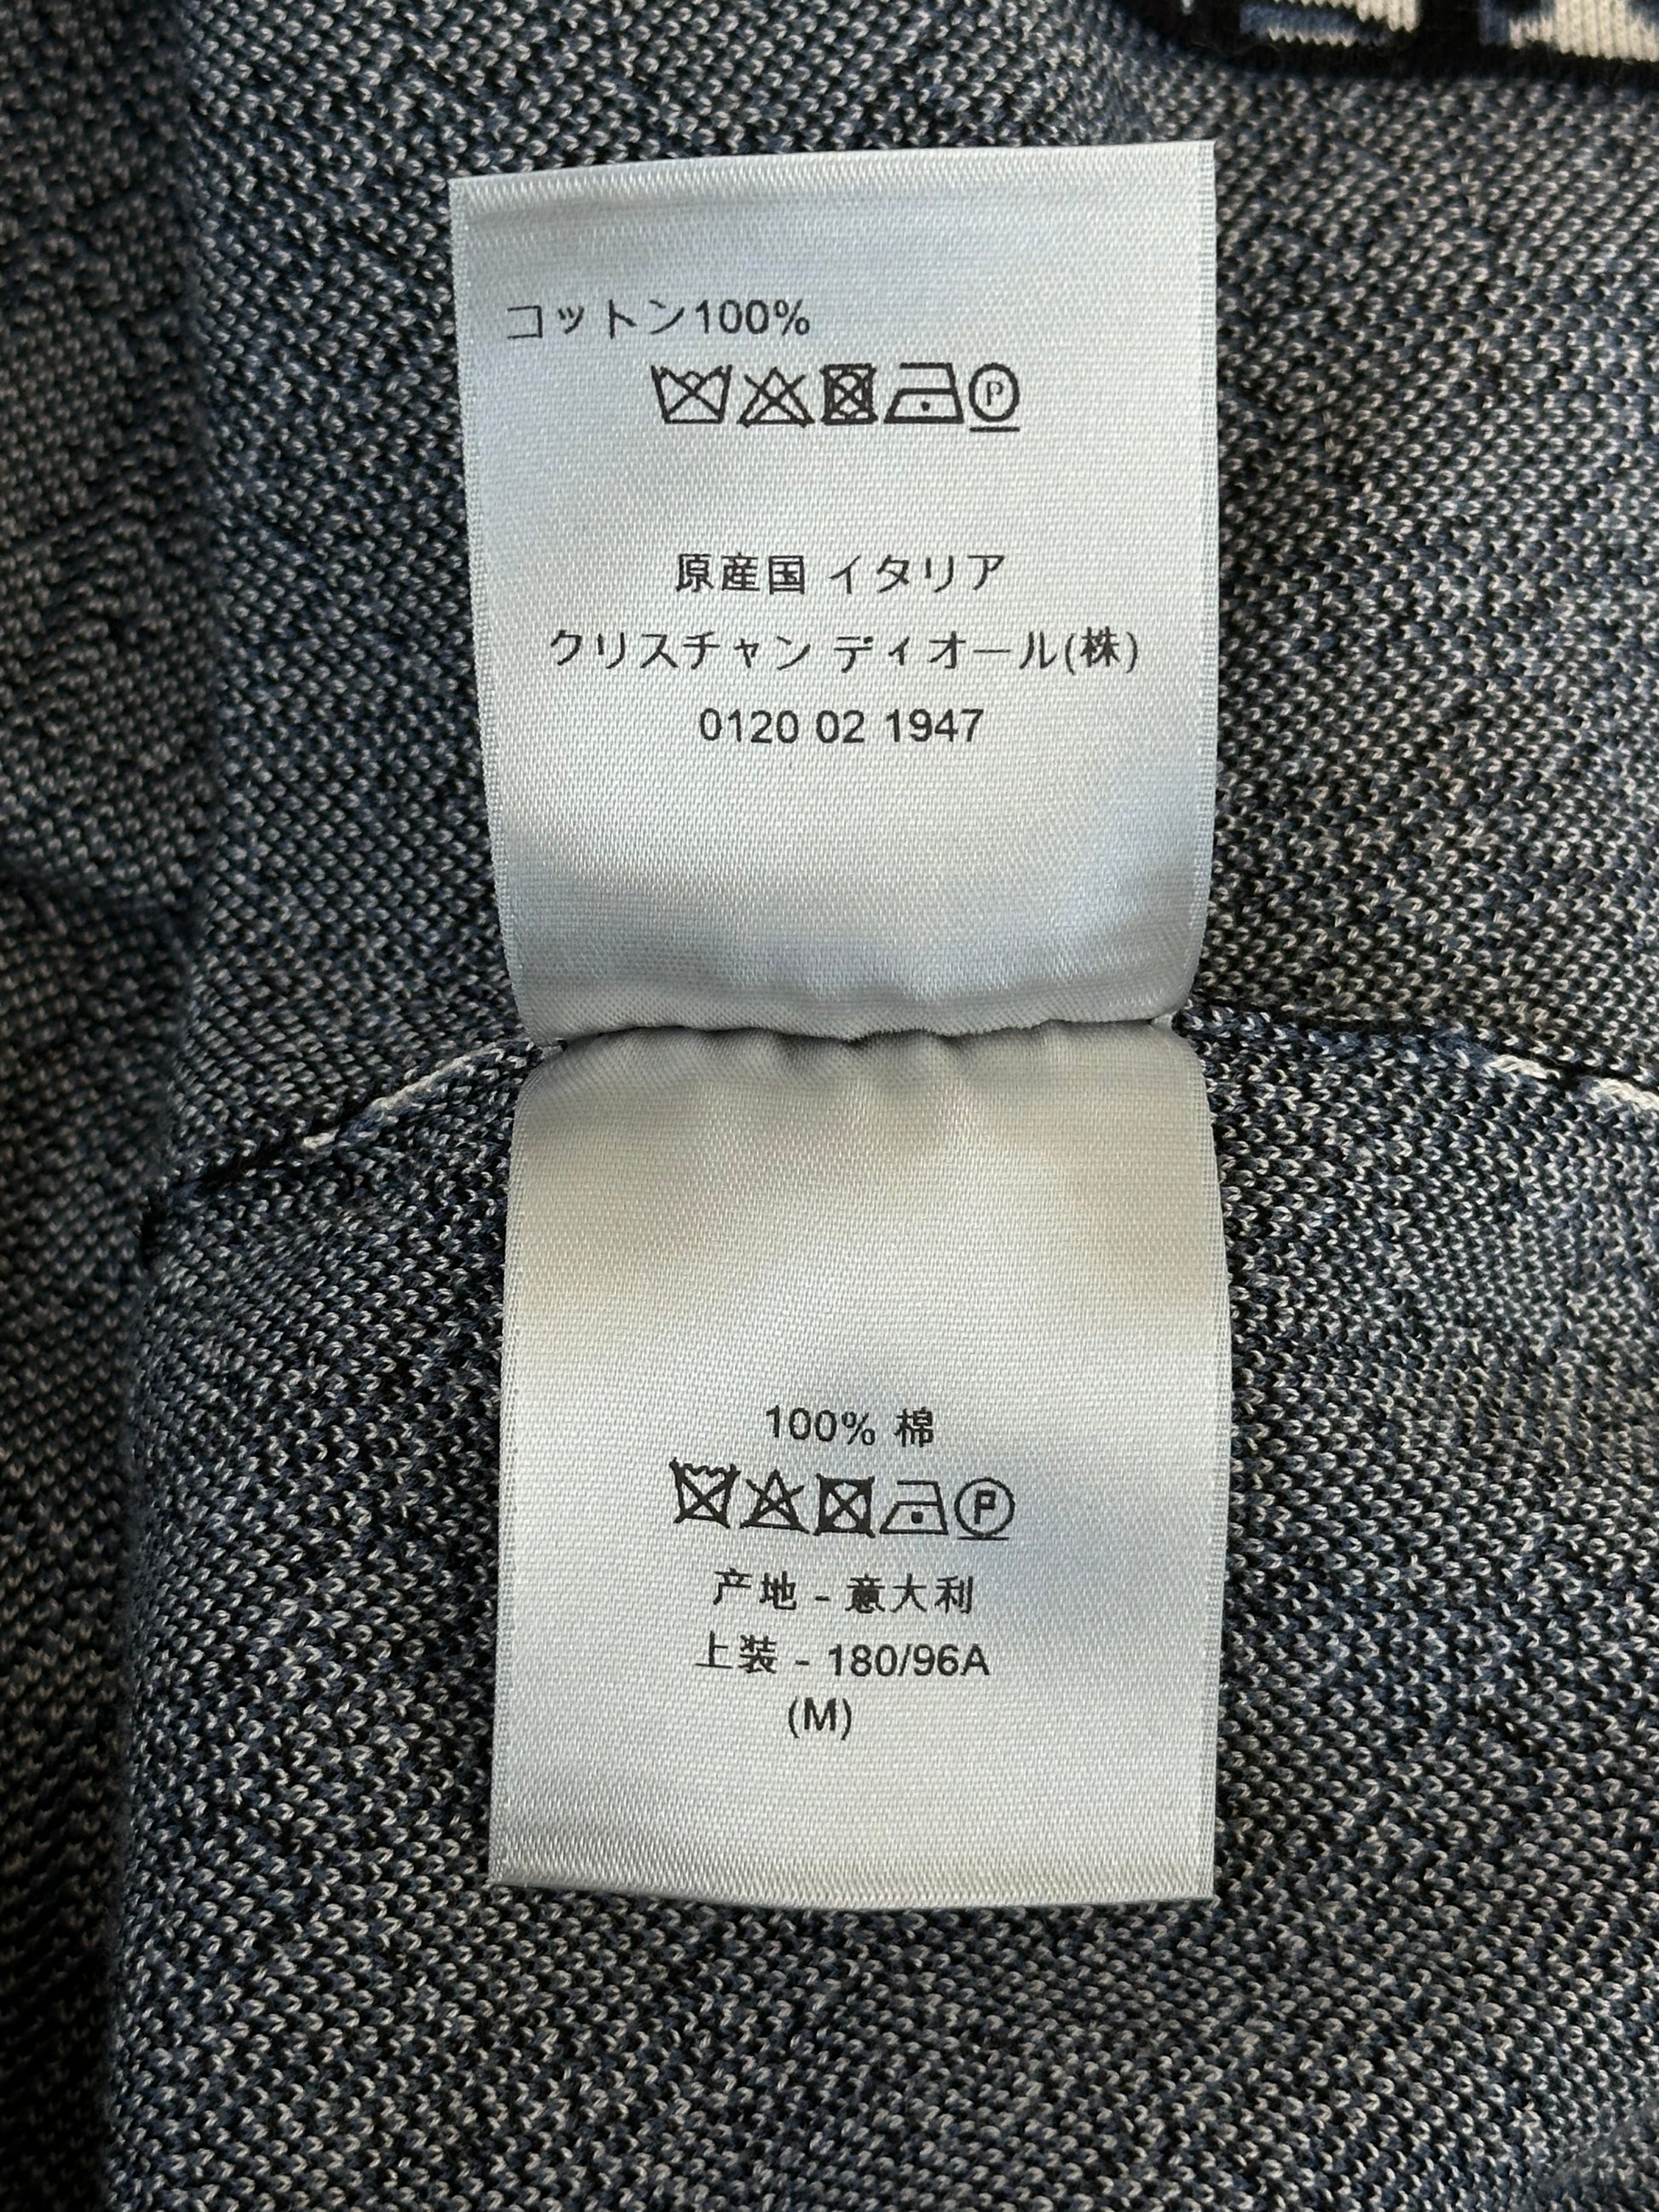 コットン100%
P
原産国 イタリア
クリスチャン ディオール(株)
0120 02 1947
100% 棉
P
产地 - 意大利
上装 - 180/96A
(M)